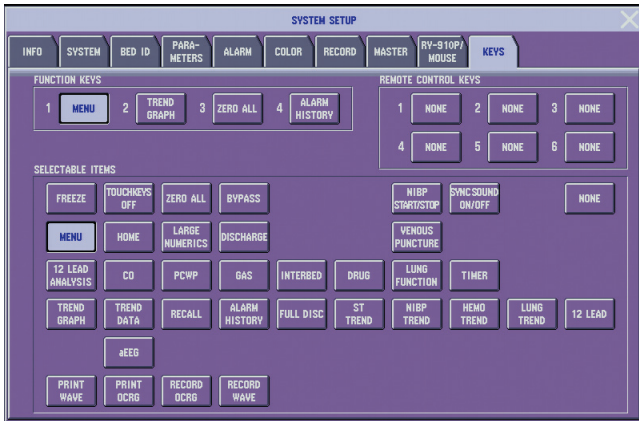 SYSTEM SETUP
INFO SYSTEM BED ID PARA- METERS ALARM COLOR RECORD MASTER RY-910P/ MOUSE KEYS
FUNCTION KEYS
1 MENU 2 TREND GRAPH 3 ZERO ALL 4 ALARM HISTORY
REMOTE CONTROL KEYS
1 NONE 2 NONE 3 NONE
4 NONE 5 NONE 6 NONE
SELECTABLE ITEMS
FREEZE TOUCHKEYS OFF ZERO ALL BYPASS NIBP START/STOP SYNC SOUND ON/OFF NONE
MENU HOME LARGE NUMERICS DISCHARGE VENOUS PUNCTURE
12 LEAD ANALYSIS CO PCWP GAS INTERBED DRUG LUNG FUNCTION TIMER
TREND GRAPH TREND DATA RECALL ALARM HISTORY FULL DISC ST TREND NIBP TREND HEMO TREND LUNG TREND 12 LEAD
aEEG
PRINT WAVE PRINT OCRG RECORD OCRG RECORD WAVE